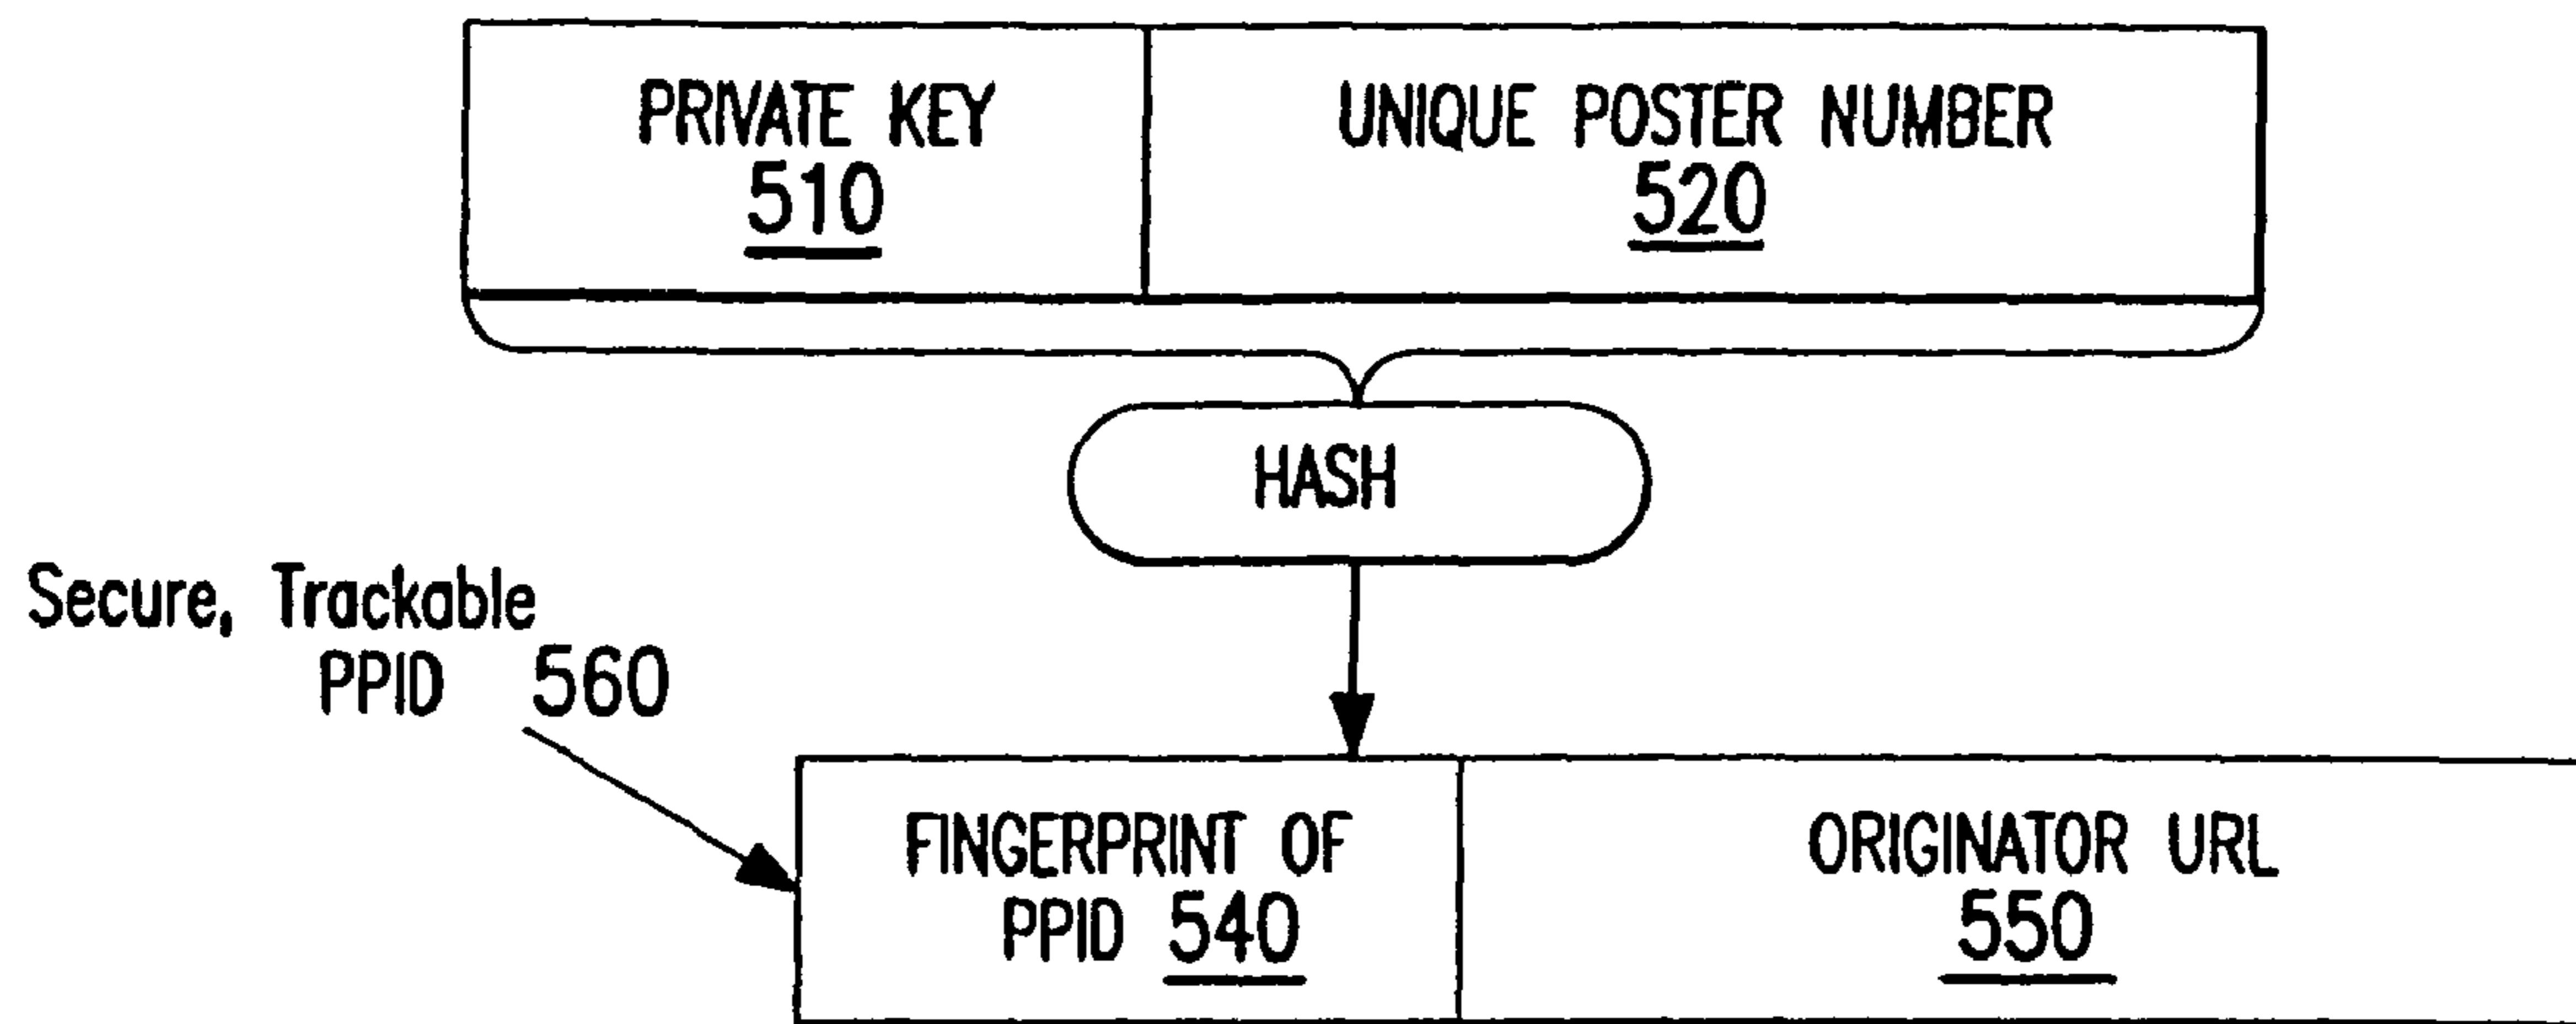 PRIVATE KEY
510
UNIQUE POSTER NUMBER
520
HASH
Secure, Trackable
PPID 560
FINGERPRINT OF
PPID 540
ORIGINATOR URL
550